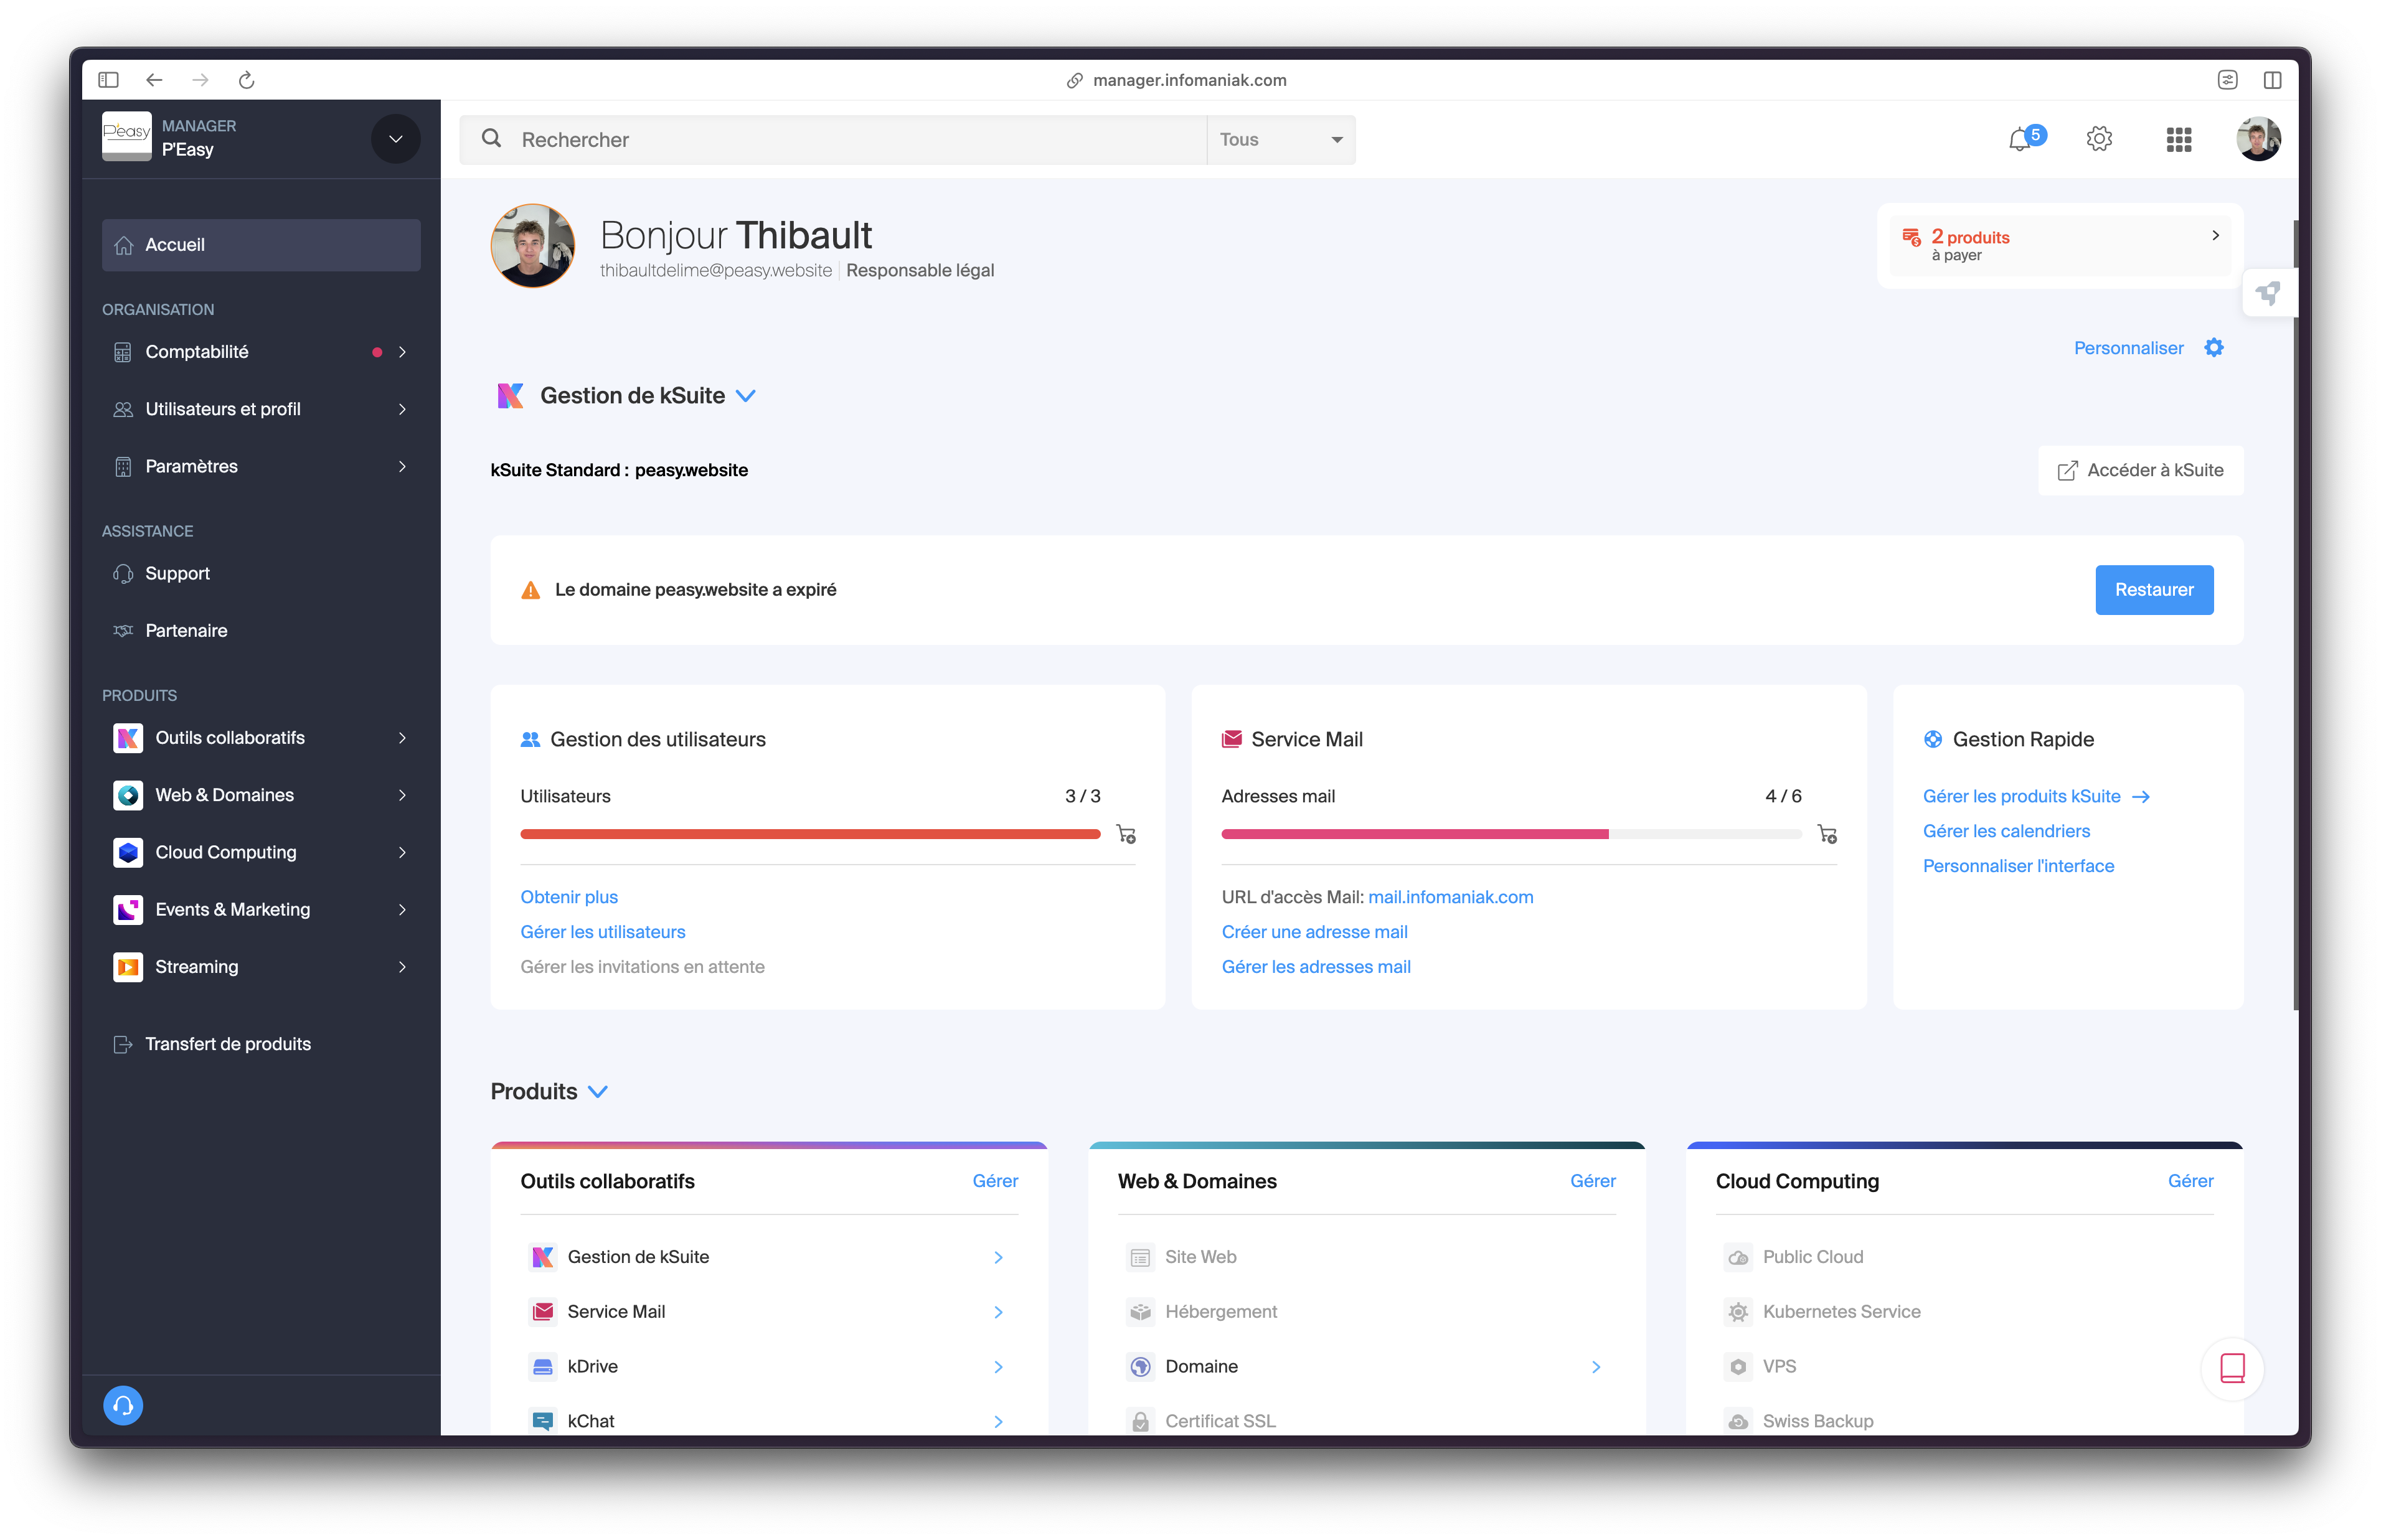 manager.infomaniak.com
P'easy
MANAGER
P'Easy
Rechercher
Tous
5
Accueil
ORGANISATION
Comptabilité
Utilisateurs et profil
Paramètres
ASSISTANCE
Support
Partenaire
PRODUITS
Outils collaboratifs
Web & Domaines
Cloud Computing
Events & Marketing
Streaming
Transfert de produits
Bonjour Thibault
thibaultdelime@peasy.website Responsable légal
2 produits
à payer
Personnaliser
Gestion de kSuite
kSuite Standard : peasy.website
Accéder à kSuite
Le domaine peasy.website a expiré
Restaurer
Gestion des utilisateurs
Utilisateurs 3 / 3
Obtenir plus
Gérer les utilisateurs
Gérer les invitations en attente
Service Mail
Adresses mail 4 / 6
URL d'accès Mail: mail.infomaniak.com
Créer une adresse mail
Gérer les adresses mail
Gestion Rapide
Gérer les produits kSuite
Gérer les calendriers
Personnaliser l'interface
Produits
Outils collaboratifs Gérer
Gestion de kSuite
Service Mail
kDrive
kChat
Web & Domaines Gérer
Site Web
Hébergement
Domaine
Certificat SSL
Cloud Computing Gérer
Public Cloud
Kubernetes Service
VPS
Swiss Backup